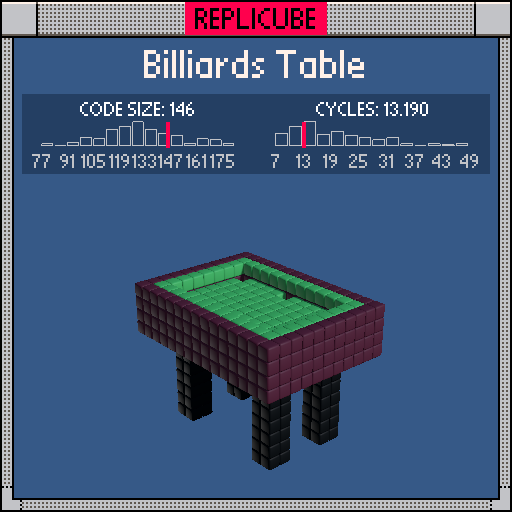 REPLICUBE
Billiards Table
CODE SIZE: 146
CYCLES: 13.190
77 91 105 119 133 147 161 175
7 13 19 25 31 37 43 49